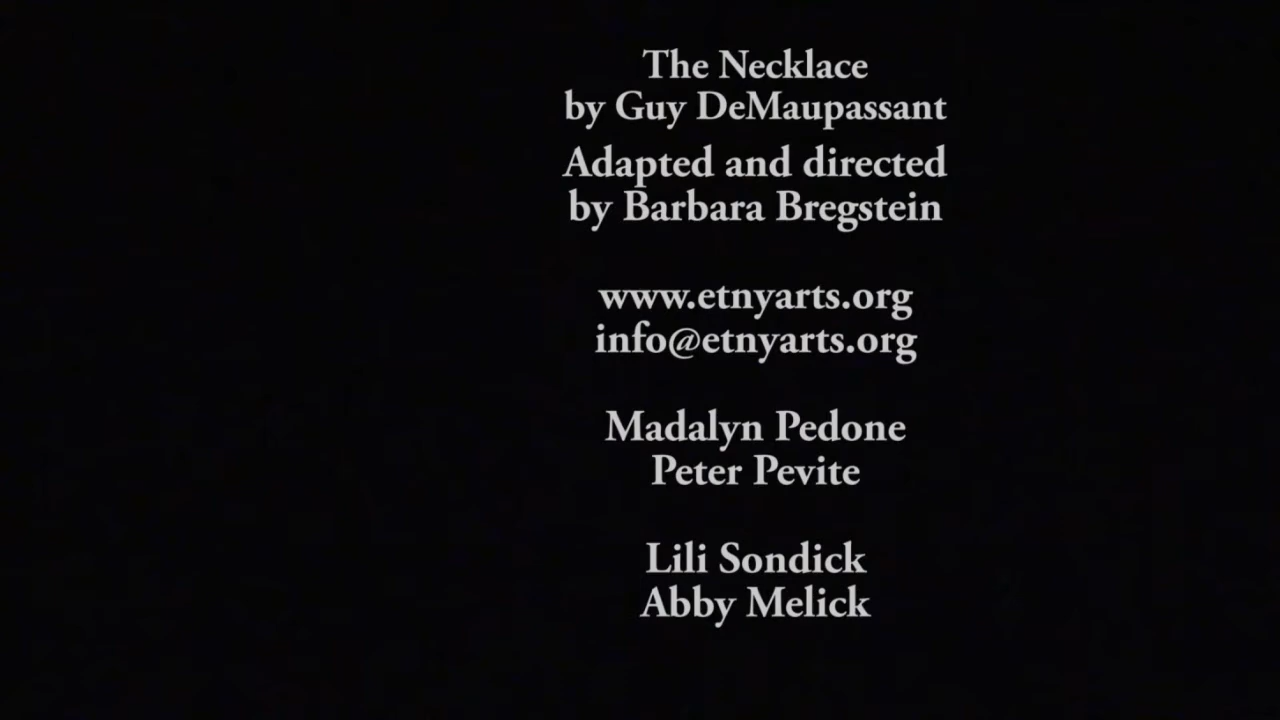 The Necklace
by Guy DeMaupassant
Adapted and directed
by Barbara Bregstein
www.etnyarts.org
info@etnyarts.org
Madalyn Pedone
Peter Pevite
Lili Sondick
Abby Melick